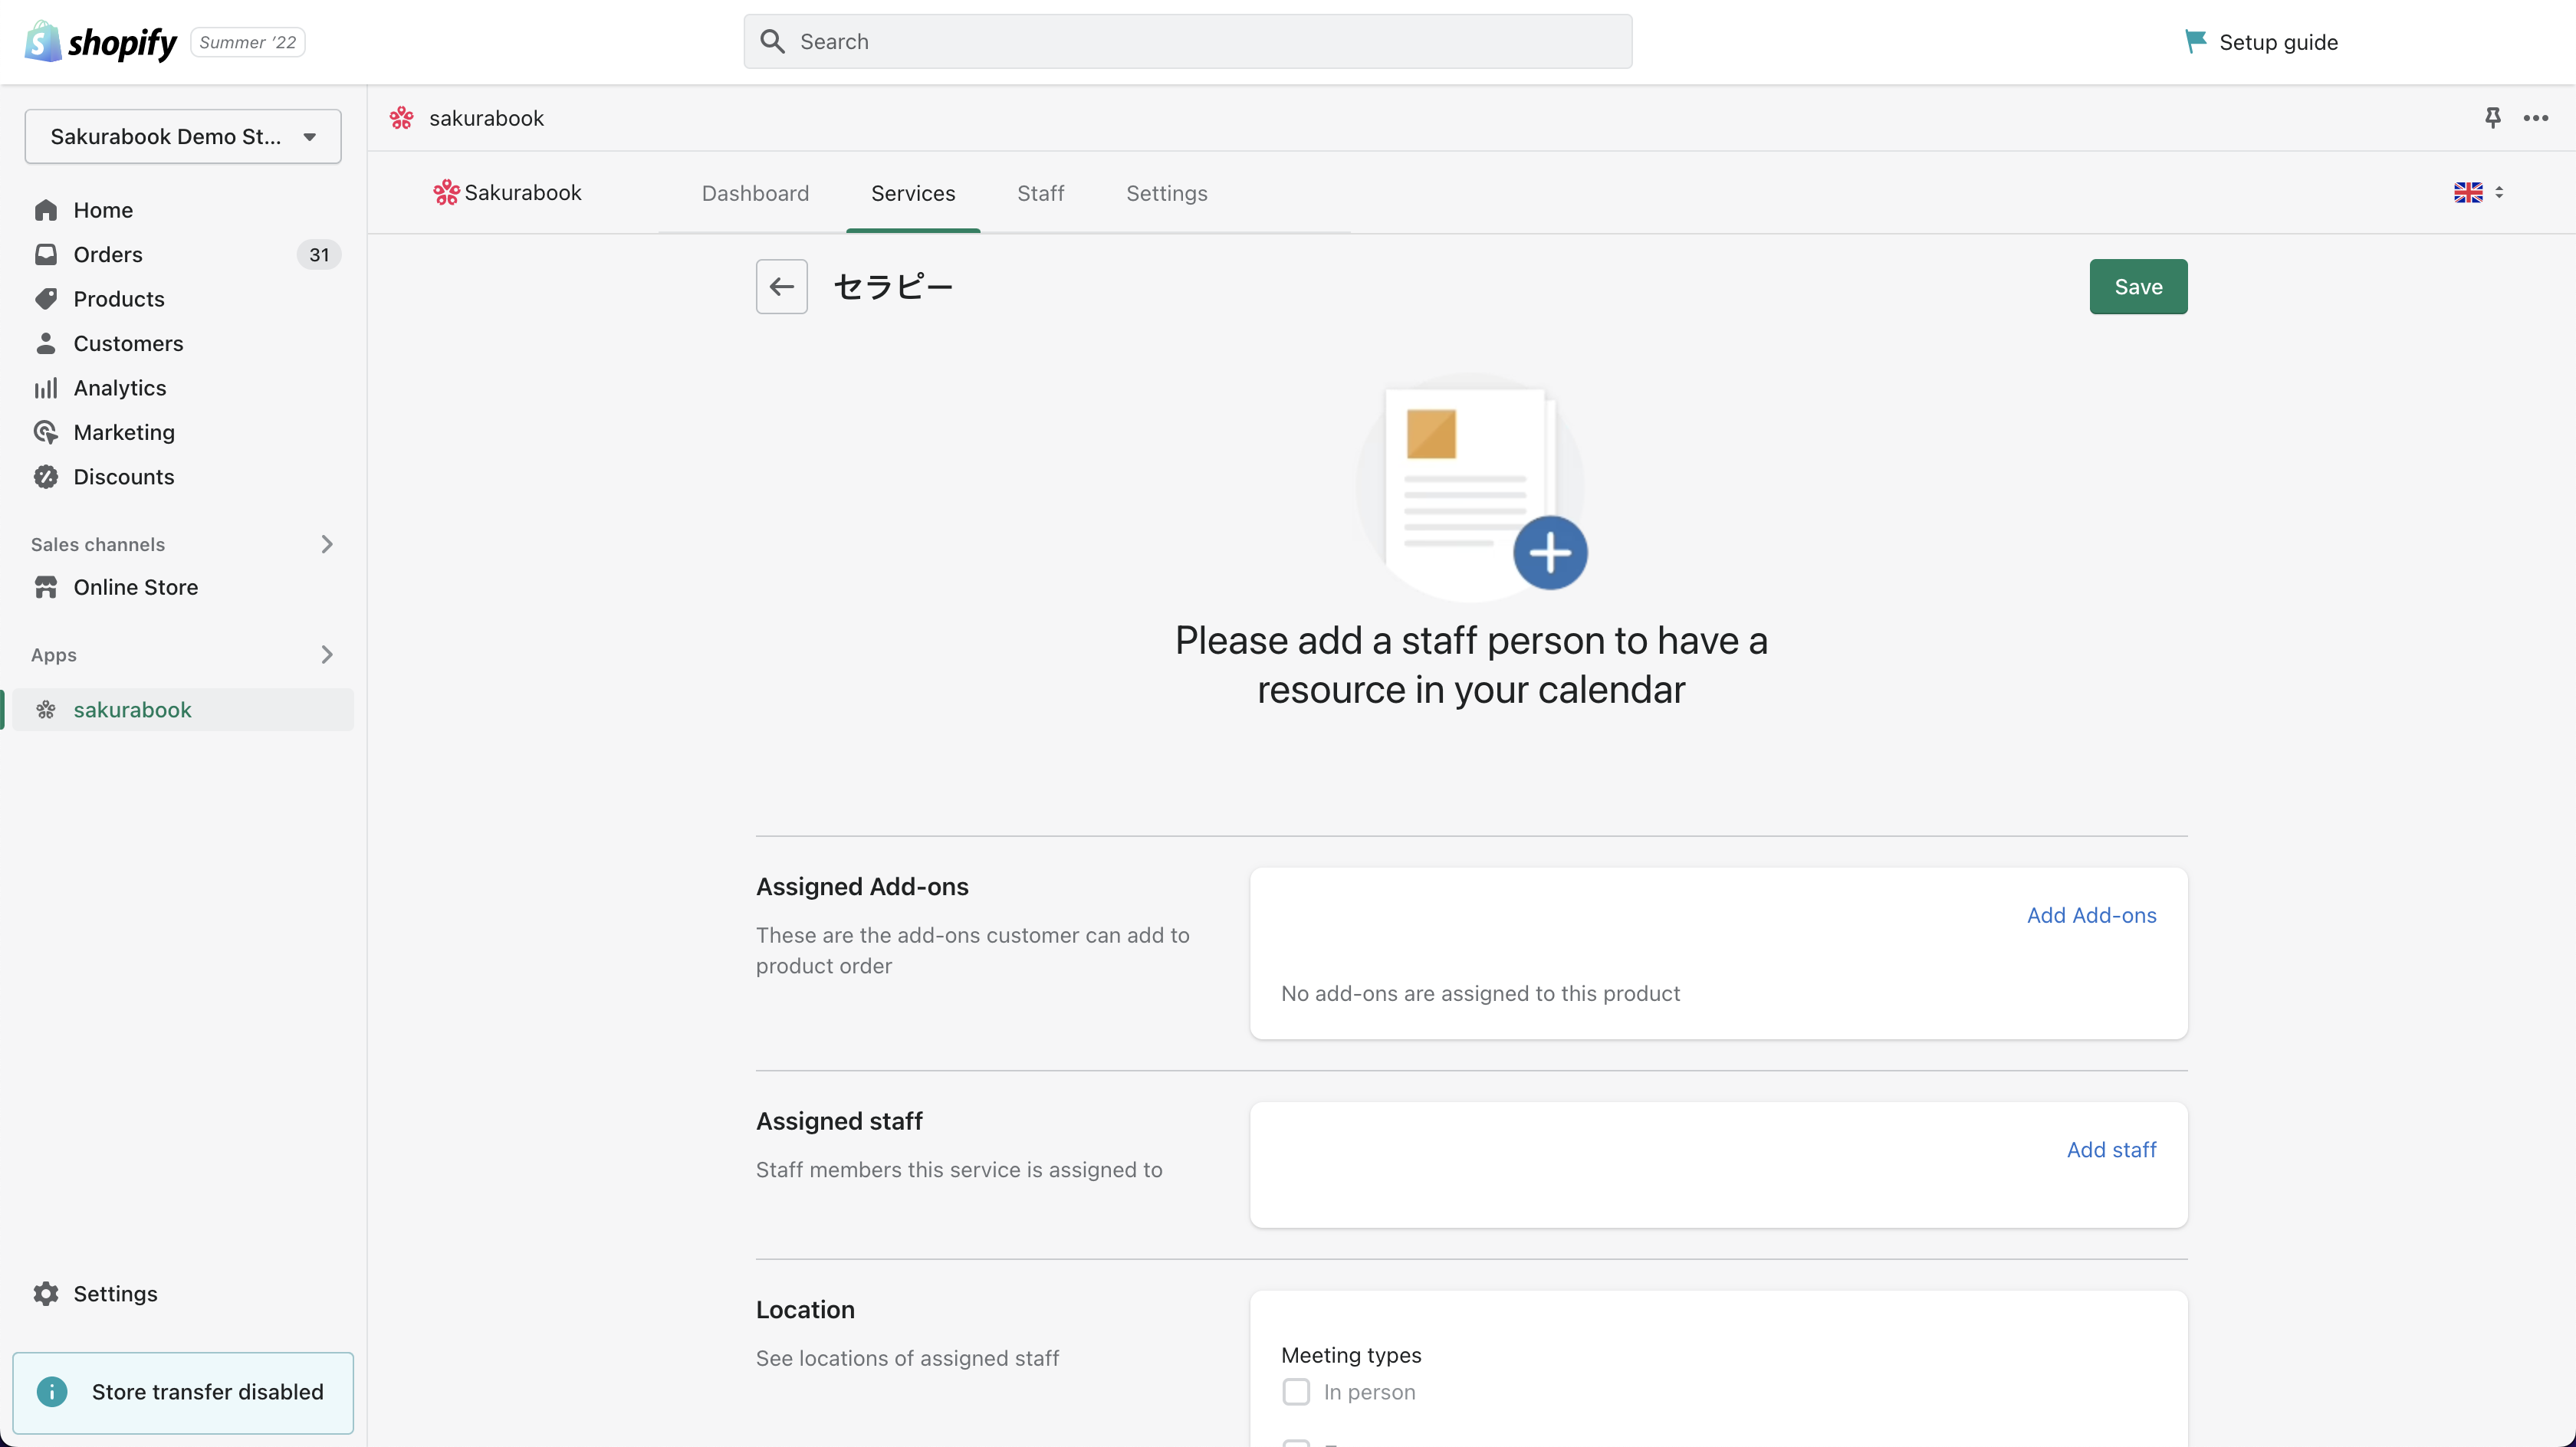 shopify
Summer '22
Search
Setup guide
Sakurabook Demo St...
Home
Orders
31
Products
Customers
Analytics
Marketing
Discounts
Sales channels
Online Store
Apps
sakurabook
Settings
Store transfer disabled
sakurabook
Sakurabook
Dashboard
Services
Staff
Settings
セラピー
Save
Please add a staff person to have a
resource in your calendar
Assigned Add-ons
These are the add-ons customer can add to
product order
Add Add-ons
No add-ons are assigned to this product
Assigned staff
Staff members this service is assigned to
Add staff
Location
See locations of assigned staff
Meeting types
In person